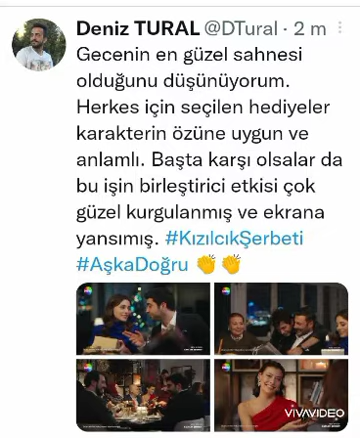 Deniz TURAL @DTural · 2 m
Gecenin en güzel sahnesi
olduğunu düşünüyorum.
Herkes için seçilen hediyeler
karakterin özüne uygun ve
anlamlı. Başta karşı olsalar da
bu işin birleştirici etkisi çok
güzel kurgulanmış ve ekrana
yansımış. #KızılcıkŞerbeti
#AşkaDoğru 👏👏
VIVAVIDEO